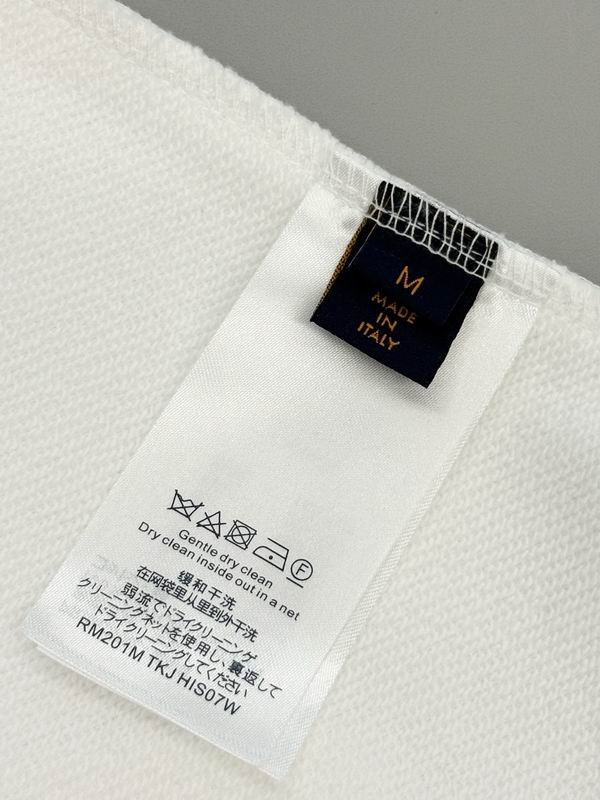 M
MADE
IN
ITALY
Gentle dry clean
Dry clean inside out in a net
缓和干洗
在网袋里从里到外干洗
弱流でドライクリーニング
クリーニングネットを使用し、裏返して
ドライクリーニングしてください
RM201M TKJ HIS07W
F